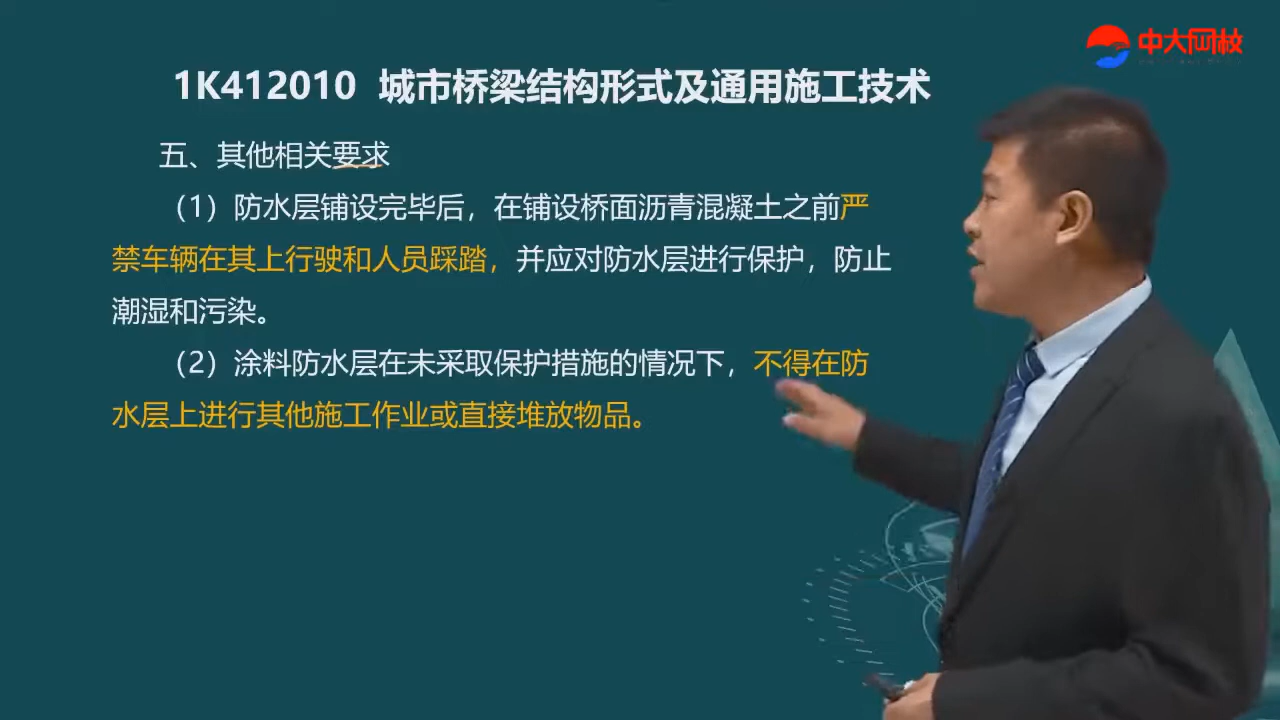 中大网校
1K412010 城市桥梁结构形式及通用施工技术
五、其他相关要求
（1）防水层铺设完毕后，在铺设桥面沥青混凝土之前严
禁车辆在其上行驶和人员踩踏，并应对防水层进行保护，防止
潮湿和污染。
（2）涂料防水层在未采取保护措施的情况下，不得在防
水层上进行其他施工作业或直接堆放物品。